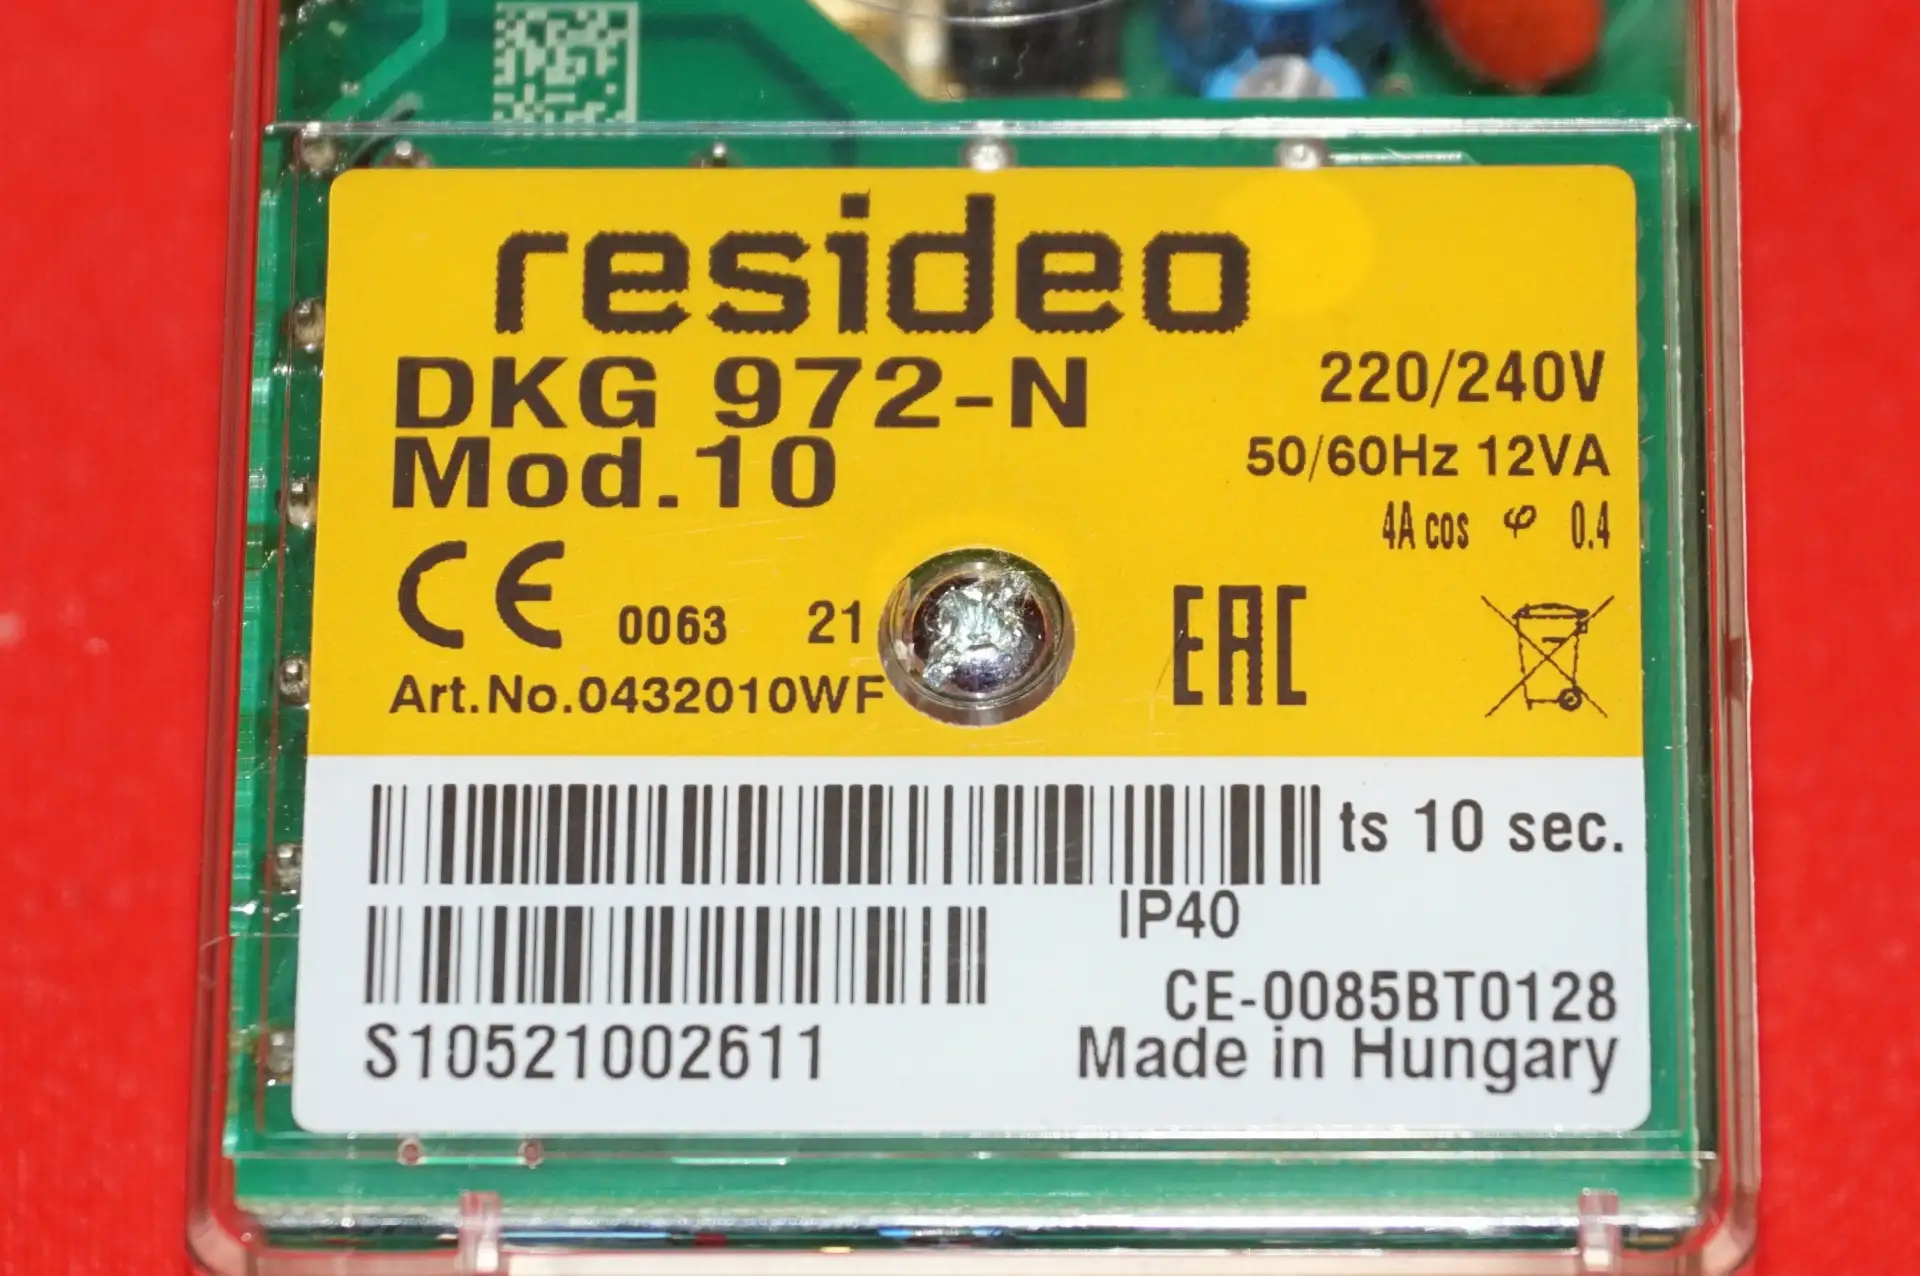 resideo
DKG 972-N
220/240V
Mod.10
50/60Hz 12VA
4A cos φ 0.4
CE 0063 21
EAC
Art.No.0432010WF
ts 10 sec.
IP40
CE-0085BT0128
S10521002611
Made in Hungary